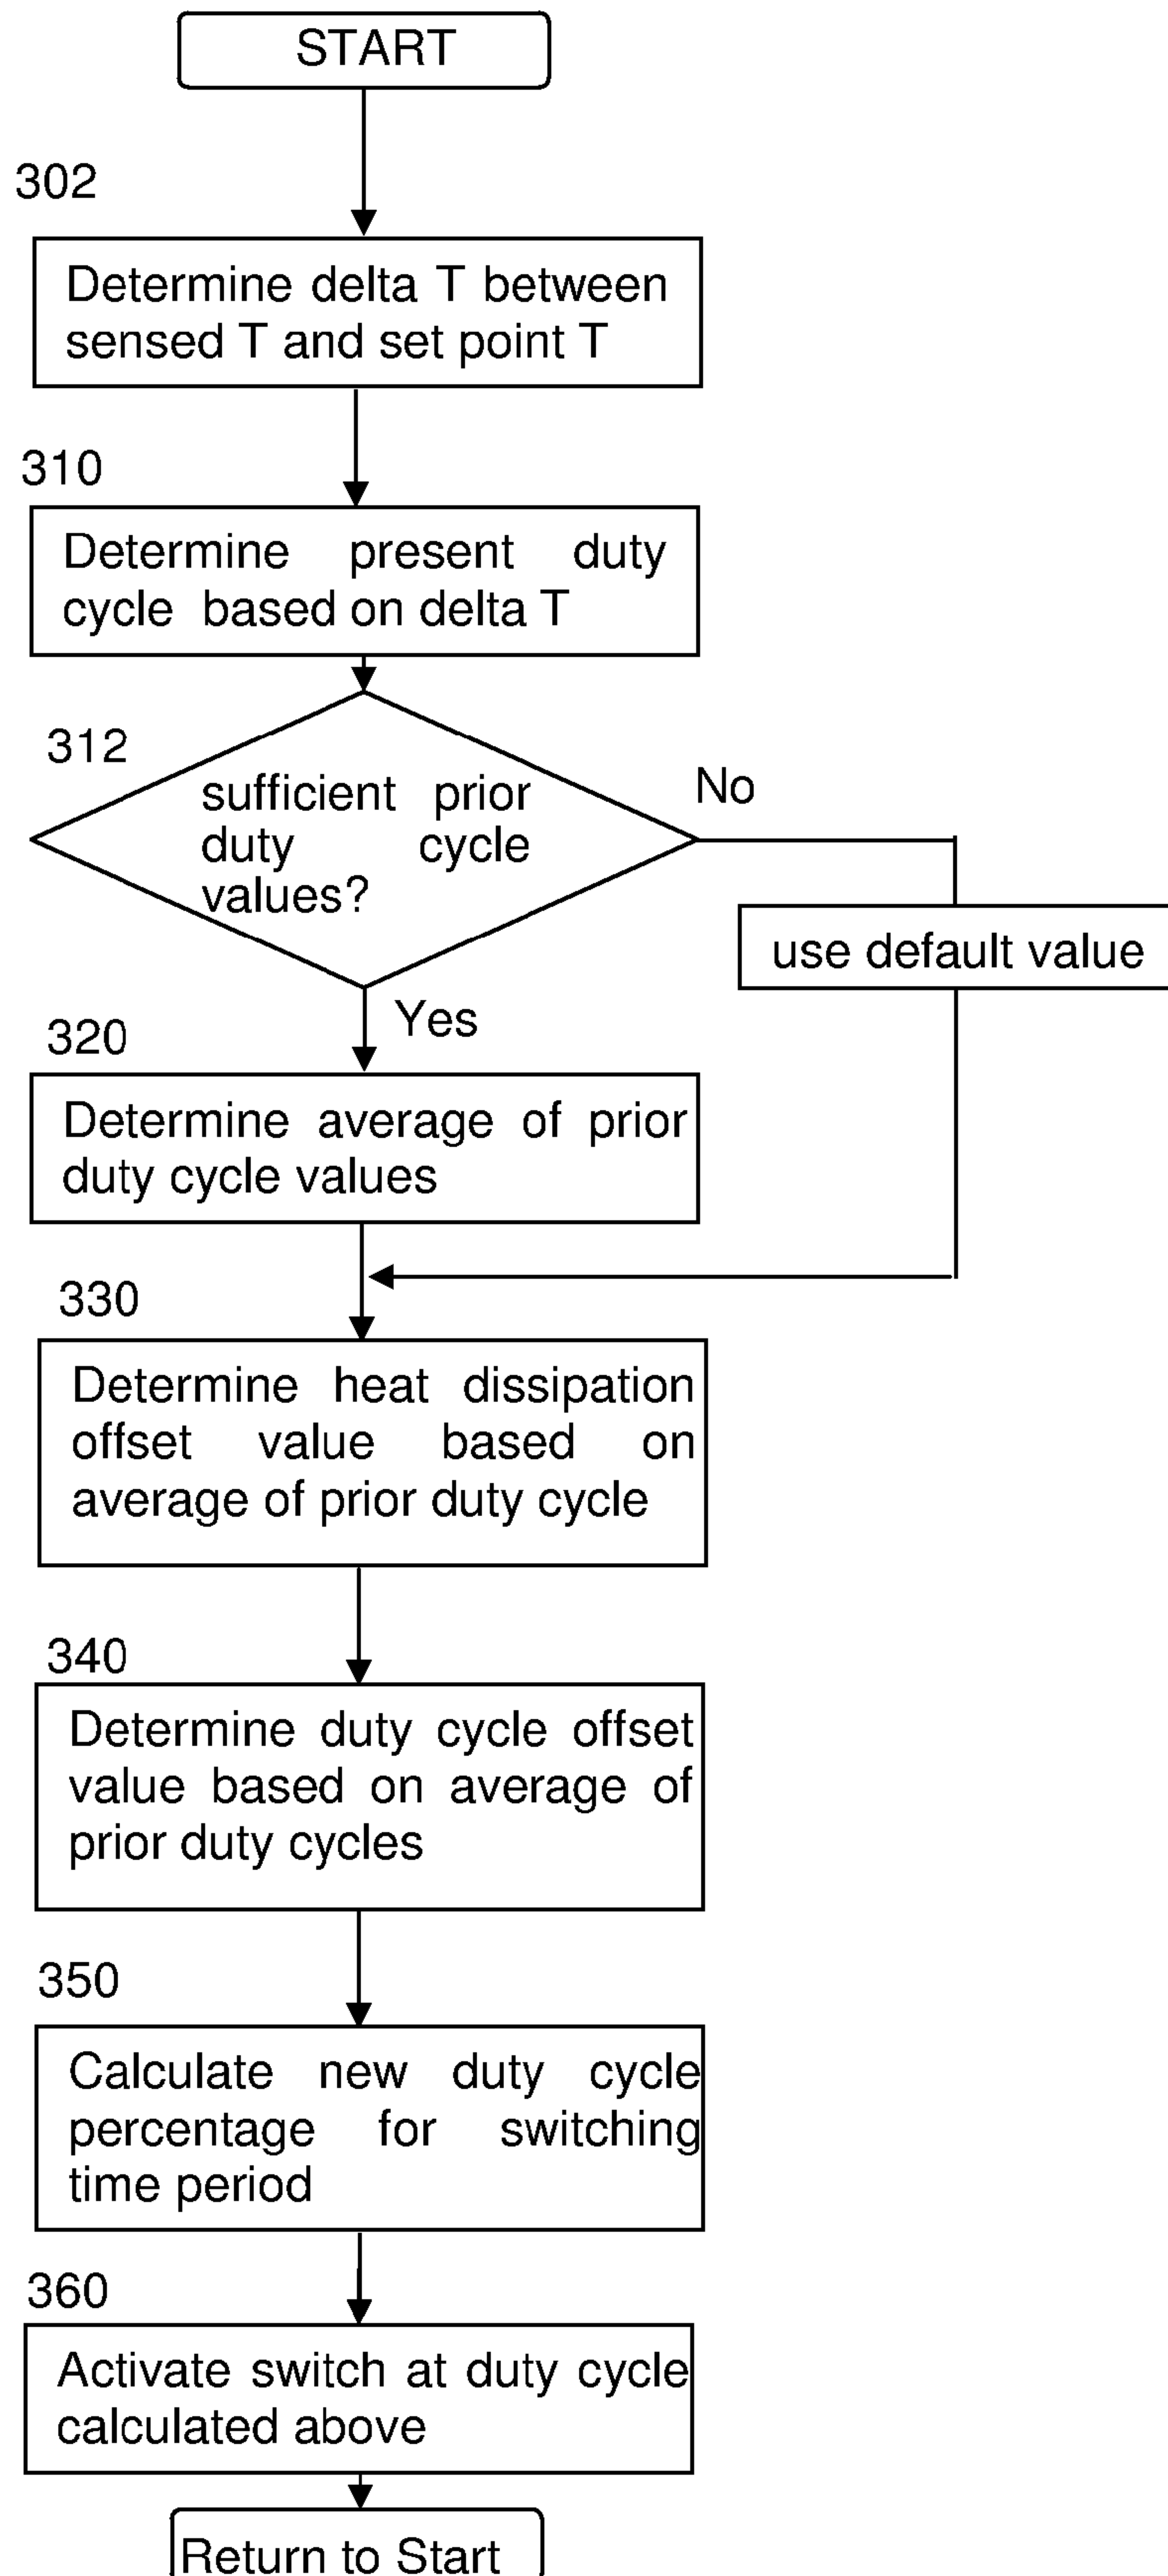 START
302
Determine delta T between
sensed T and set point T
310
Determine present duty
cycle based on delta T
312
sufficient prior
duty cycle
values?
No
use default value
Yes
320
Determine average of prior
duty cycle values
330
Determine heat dissipation
offset value based on
average of prior duty cycle
340
Determine duty cycle offset
value based on average of
prior duty cycles
350
Calculate new duty cycle
percentage for switching
time period
360
Activate switch at duty cycle
calculated above
Return to Start